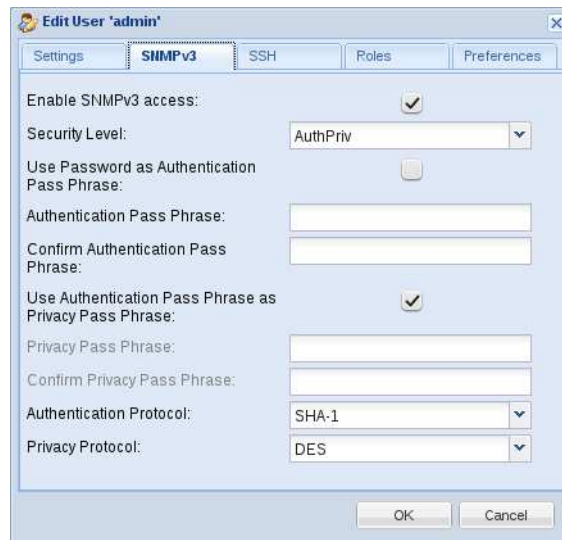 Edit User 'admin'
Settings
SNMPv3
SSH
Roles
Preferences
Enable SNMPv3 access:
Security Level:
AuthPriv
Use Password as Authentication
Pass Phrase:
Authentication Pass Phrase:
Confirm Authentication Pass
Phrase:
Use Authentication Pass Phrase as
Privacy Pass Phrase:
Privacy Pass Phrase:
Confirm Privacy Pass Phrase:
Authentication Protocol:
SHA-1
Privacy Protocol:
DES
OK
Cancel